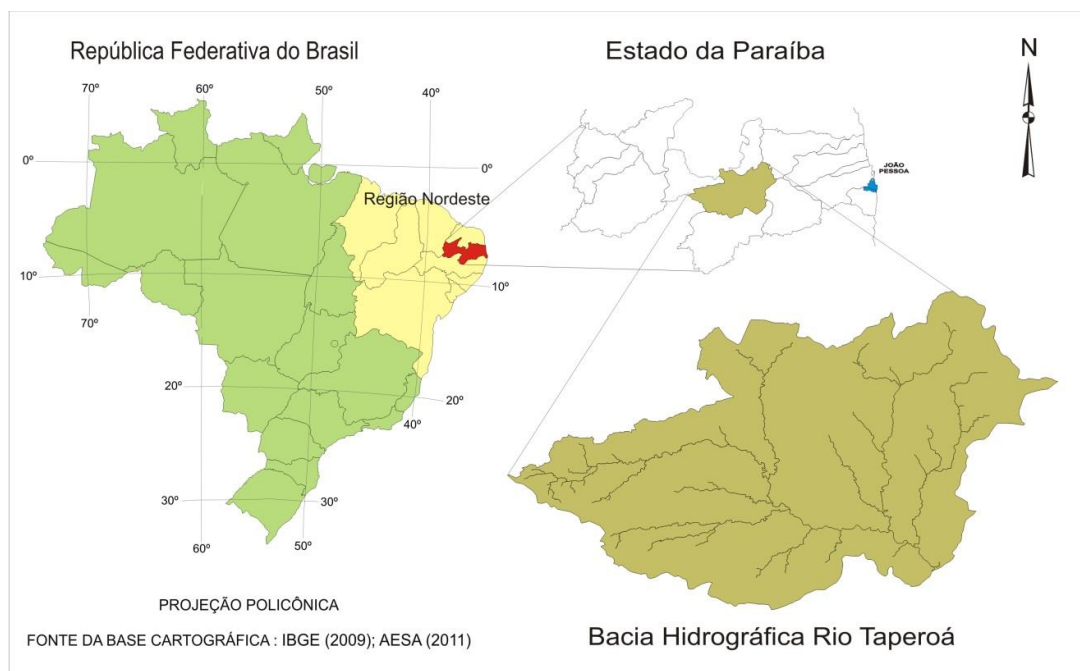 República Federativa do Brasil
Estado da Paraíba
N
70º
60º
50º
40º
0º
0º
Região Nordeste
JOÃO
PESSOA
10º
10º
70º
20º
20º
40º
30º
30º
60º
50º
PROJEÇÃO POLICÔNICA
FONTE DA BASE CARTOGRÁFICA : IBGE (2009); AESA (2011)
Bacia Hidrográfica Rio Taperoá